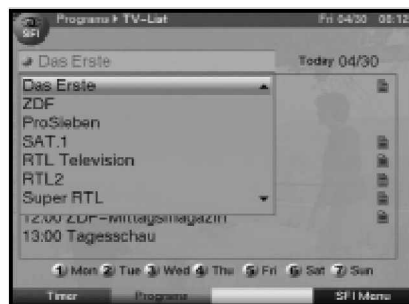 Programs ▸ TV-List Fri 04/30 08:12
SFI
Das Erste Today 04/30
Das Erste
ZDF
ProSieben
SAT.1
RTL Television
RTL2
Super RTL
12:00 ZDF-Mittagsmagazin
13:00 Tagesschau
1 Mon 2 Tue 3 Wed 4 Thu 5 Fri 6 Sat 7 Sun
Timer Programs SFI Menu